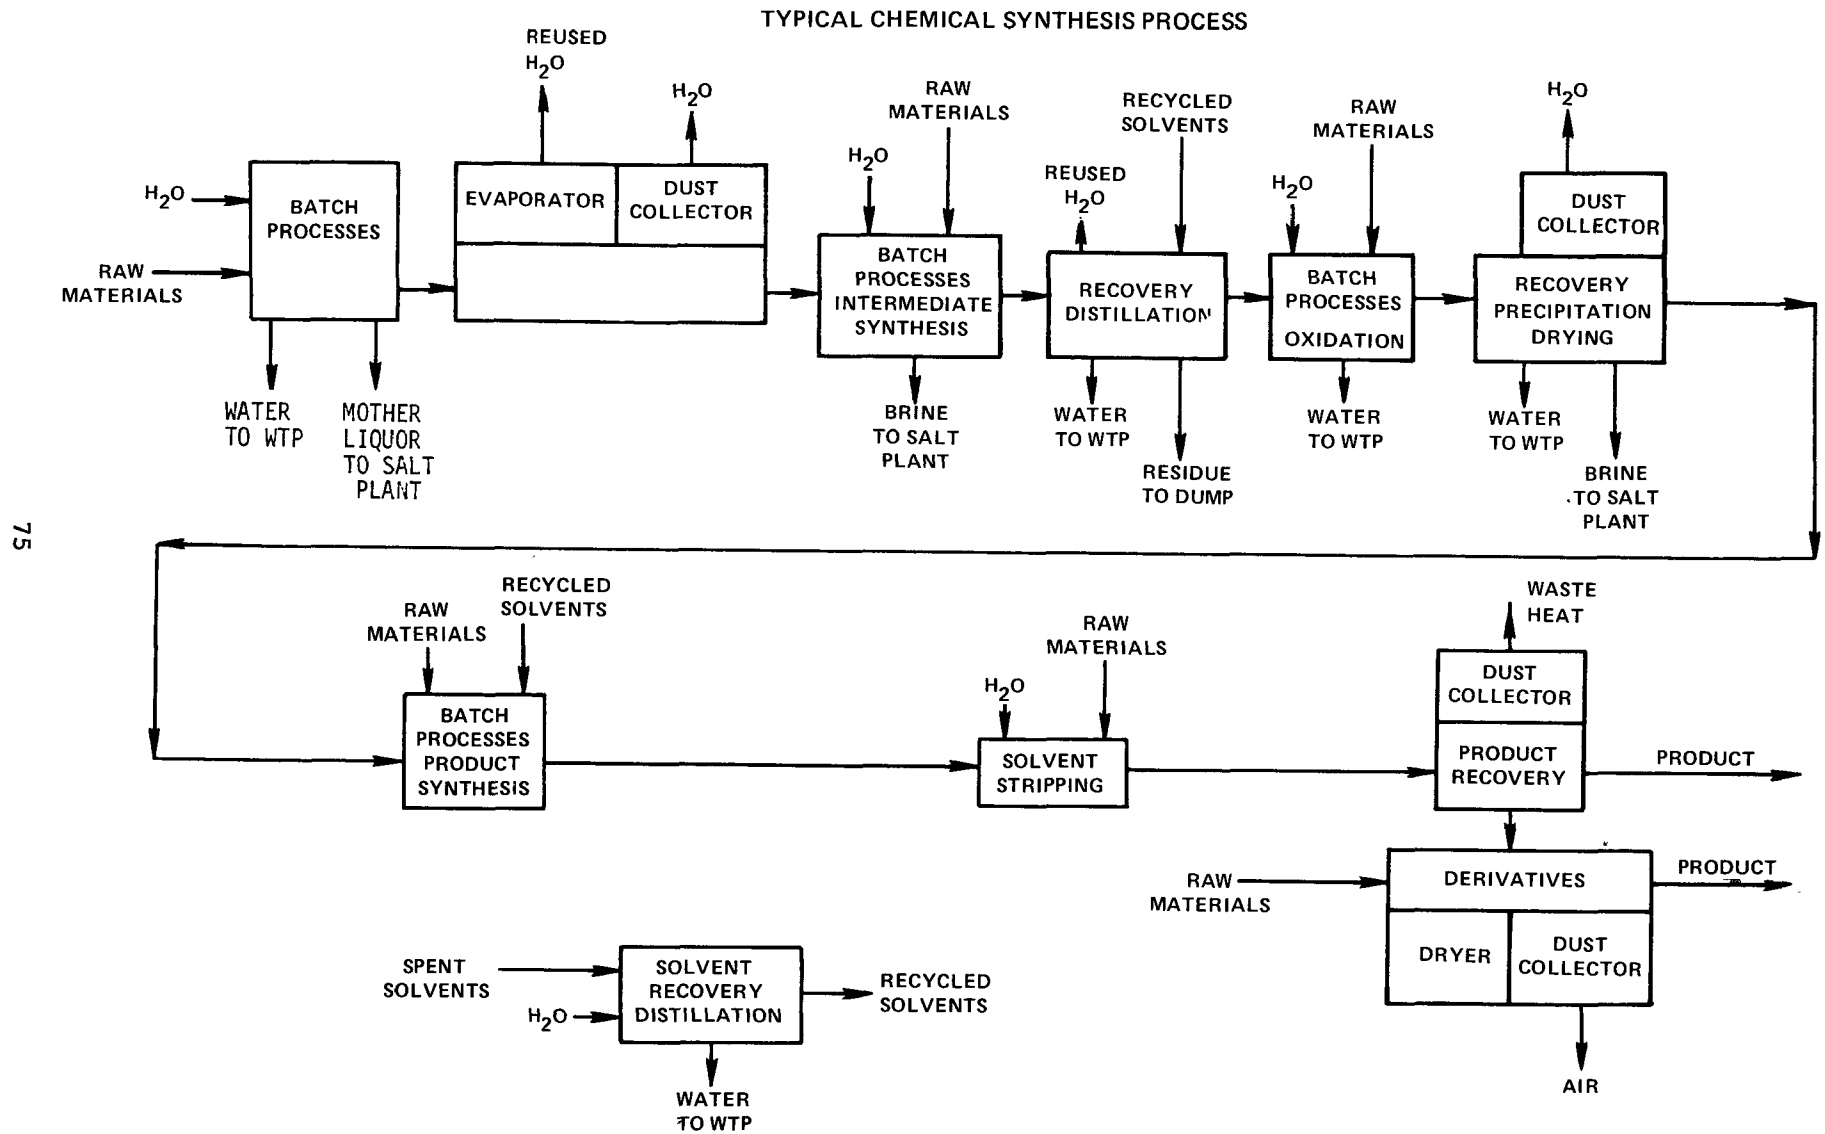 TYPICAL CHEMICAL SYNTHESIS PROCESS
REUSED
H2O
H2O
RAW
MATERIALS
RECYCLED
SOLVENTS
RAW
MATERIALS
H2O
H2O
BATCH
PROCESSES
RAW
MATERIALS
EVAPORATOR
DUST
COLLECTOR
H2O
BATCH
PROCESSES
INTERMEDIATE
SYNTHESIS
REUSED
H2O
RECOVERY
DISTILLATION
H2O
BATCH
PROCESSES
OXIDATION
DUST
COLLECTOR
RECOVERY
PRECIPITATION
DRYING
WATER
TO WTP
MOTHER
LIQUOR
TO SALT
PLANT
BRINE
TO SALT
PLANT
WATER
TO WTP
RESIDUE
TO DUMP
WATER
TO WTP
WATER
TO WTP
BRINE
TO SALT
PLANT
75
RAW
MATERIALS
RECYCLED
SOLVENTS
BATCH
PROCESSES
PRODUCT
SYNTHESIS
H2O
RAW
MATERIALS
SOLVENT
STRIPPING
WASTE
HEAT
DUST
COLLECTOR
PRODUCT
RECOVERY
PRODUCT
RAW
MATERIALS
DERIVATIVES
PRODUCT
DRYER
DUST
COLLECTOR
AIR
SPENT
SOLVENTS
H2O
SOLVENT
RECOVERY
DISTILLATION
RECYCLED
SOLVENTS
WATER
TO WTP